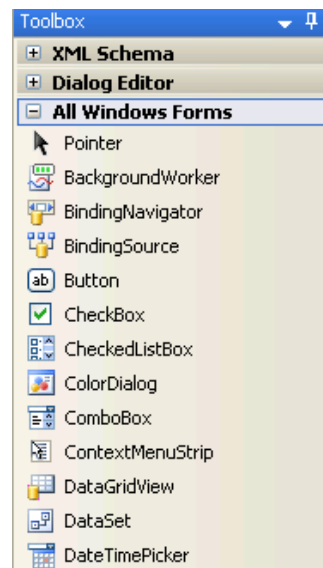 Toolbox
XML Schema
Dialog Editor
All Windows Forms
Pointer
BackgroundWorker
BindingNavigator
BindingSource
ab Button
CheckBox
CheckedListBox
ColorDialog
ComboBox
ContextMenuStrip
DataGridView
DataSet
DateTimePicker